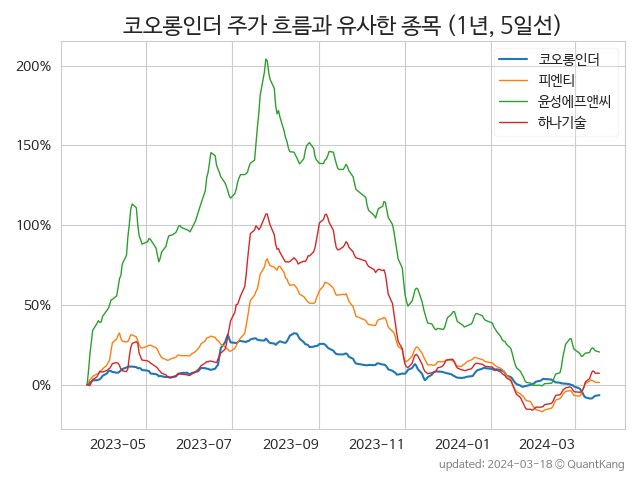 코오롱인더 주가 흐름과 유사한 종목 (1년, 5일선)
코오롱인더
피엔티
윤성에프앤씨
하나기술
200%
150%
100%
50%
0%
2023-05
2023-07
2023-09
2023-11
2024-01
2024-03
updated: 2024-03-18 © QuantKang